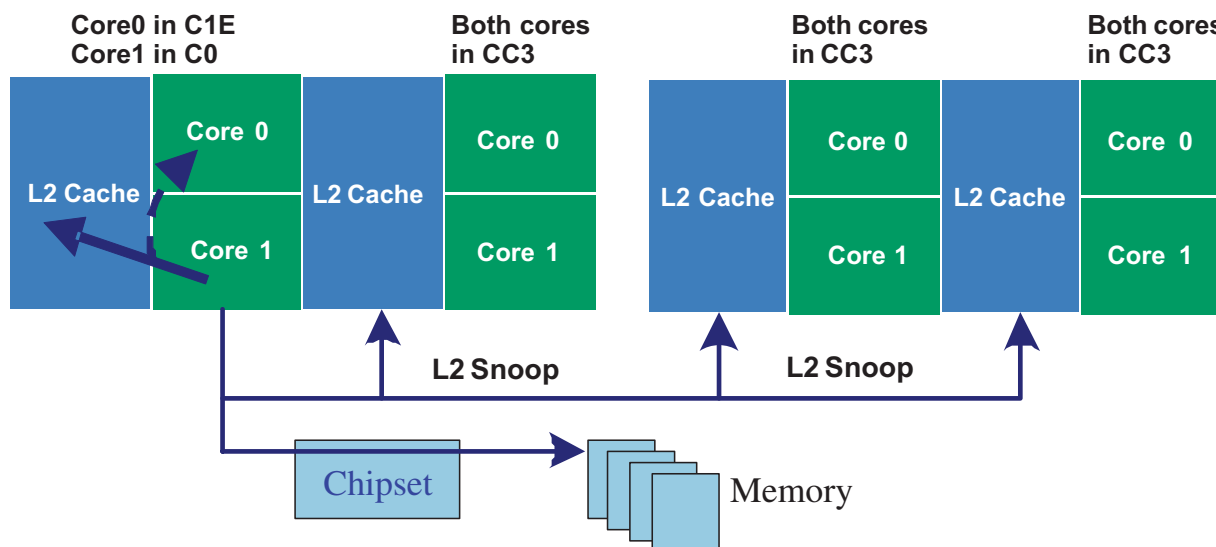 Core0 in C1E
Core1 in C0
Both cores
in CC3
Both cores
in CC3
Both cores
in CC3
L2 Cache
Core 0
Core 1
L2 Cache
Core 0
Core 1
L2 Cache
Core 0
Core 1
L2 Cache
Core 0
Core 1
L2 Snoop
L2 Snoop
Chipset
Memory